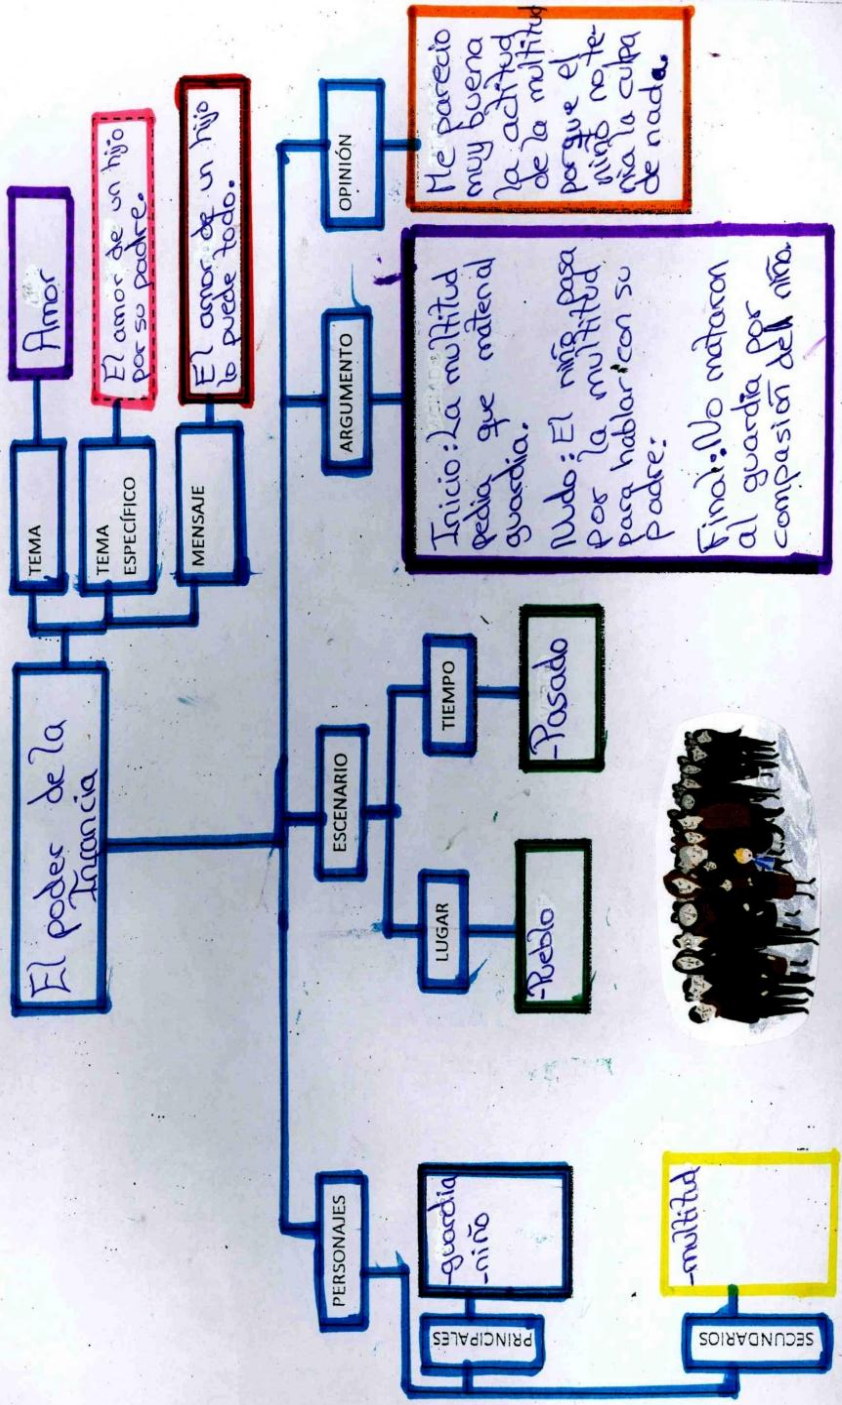 El poder de la
Infancia
TEMA
Amor
TEMA
ESPECÍFICO
El amor de un hijo
por su padre.
MENSAJE
El amor de un hijo
lo puede todo.
PERSONAJES
PRINCIPALES
-guardia
-niño
SECUNDARIOS
-multitud
ESCENARIO
LUGAR
-Pueblo
TIEMPO
-Pasado
ARGUMENTO
Inicio: La multitud
pedia que maten al
guardia.
Nudo: El niño pasa
por la multitud
para hablar con su
padre.
Final: No mataron
al guardia por
compasión del niño.
OPINIÓN
Me parecio
muy buena
la actitud
de la multitud
porque el
niño no te-
nia la culpa
de nada.